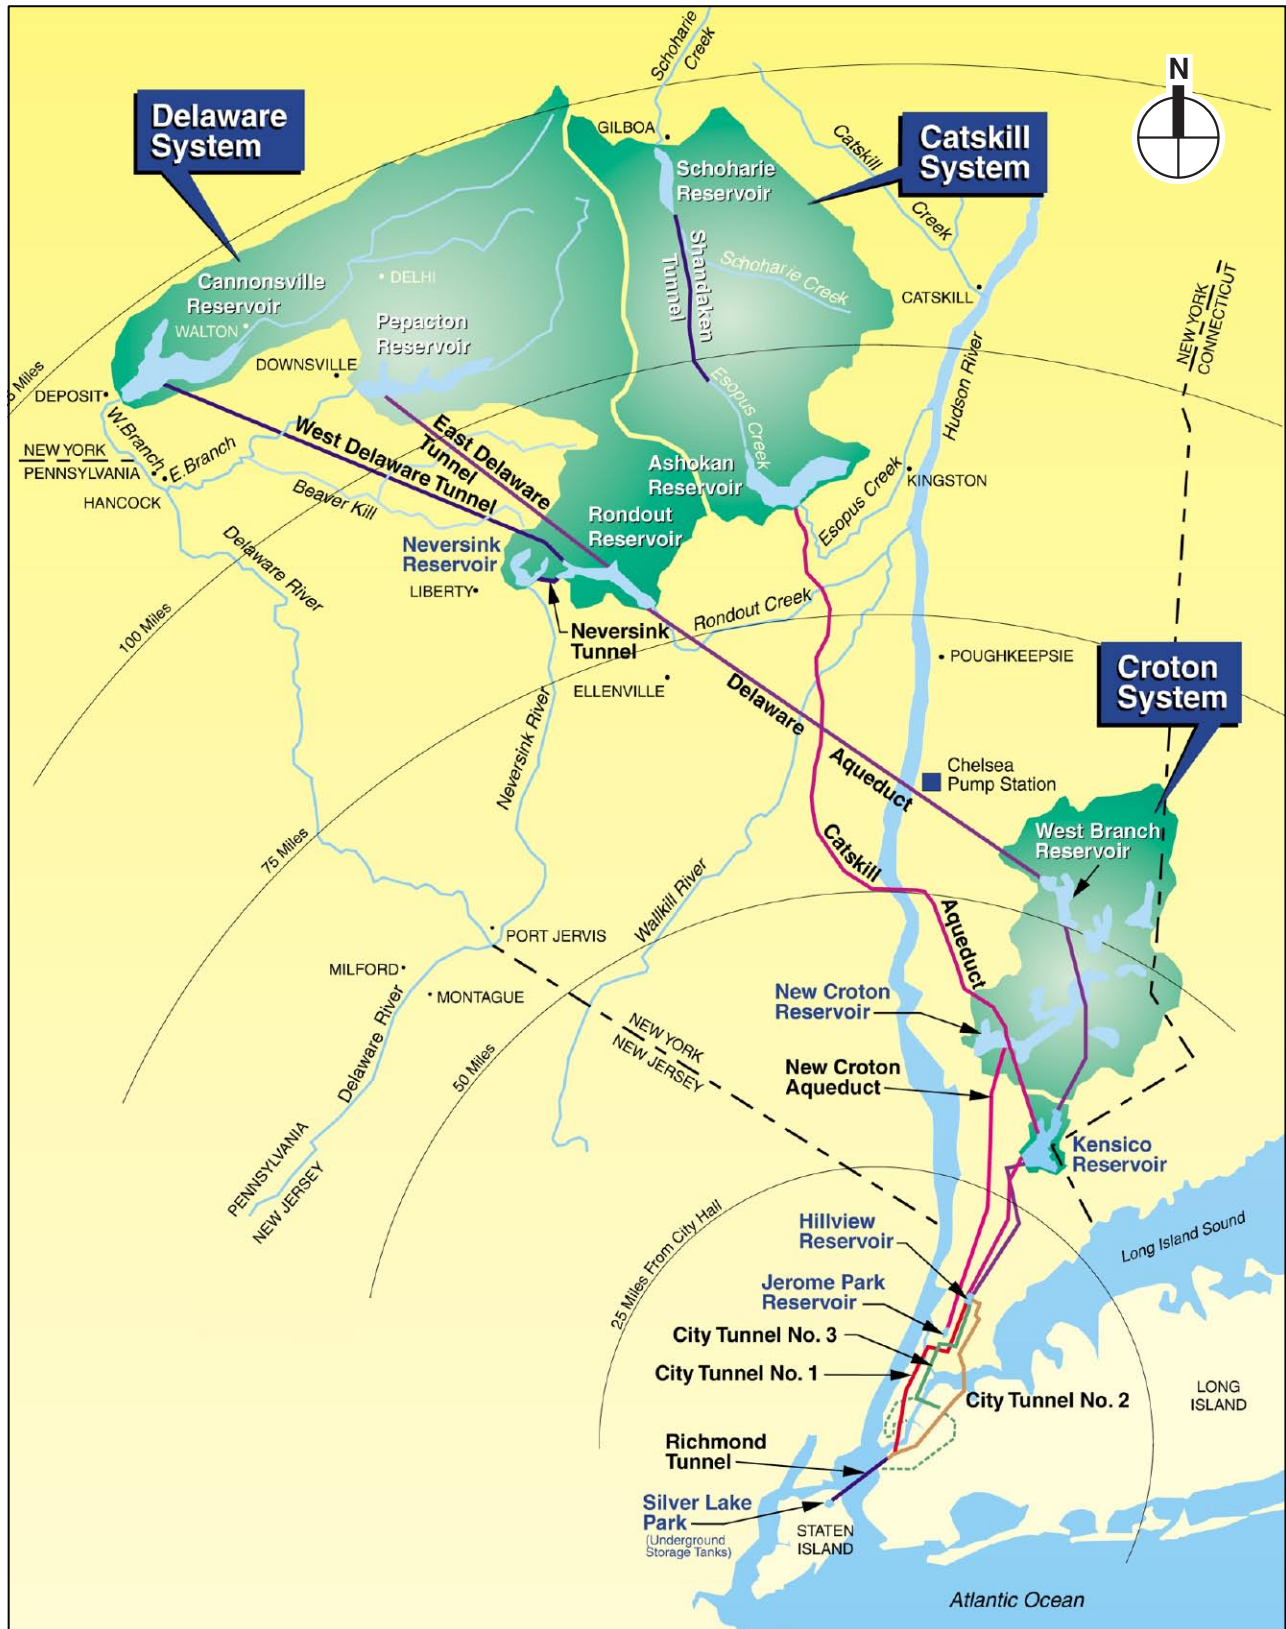 Schoharie
Creek
N
Delaware
System
GILBOA
Catskill
Creek
Catskill
System
Schoharie
Reservoir
Shandaken
Tunnel
Schoharie Creek
Cannonsville
Reservoir
DELHI
WALTON
Pepacton
Reservoir
CATSKILL
NEW YORK
CONNECTICUT
DOWNSVILLE
Miles
DEPOSIT
W.Branch
E.Branch
NEW YORK
PENNSYLVANIA
HANCOCK
West Delaware Tunnel
East Delaware
Tunnel
Esopus Creek
Hudson River
Ashokan
Reservoir
KINGSTON
Esopus Creek
Beaver Kill
Rondout
Reservoir
Neversink
Reservoir
LIBERTY
Delaware River
Rondout Creek
Neversink
Tunnel
100 Miles
POUGHKEEPSIE
ELLENVILLE
Croton
System
Delaware
Aqueduct
Neversink River
Chelsea
Pump Station
75 Miles
Catskill
Aqueduct
West Branch
Reservoir
Wallkill River
PORT JERVIS
MILFORD
MONTAGUE
Delaware River
New Croton
Reservoir
NEW YORK
NEW JERSEY
50 Miles
New Croton
Aqueduct
PENNSYLVANIA
NEW JERSEY
Kensico
Reservoir
25 Miles From City Hall
Hillview
Reservoir
Long Island Sound
Jerome Park
Reservoir
City Tunnel No. 3
City Tunnel No. 1
City Tunnel No. 2
LONG
ISLAND
Richmond
Tunnel
Silver Lake
Park
(Underground
Storage Tanks)
STATEN
ISLAND
Atlantic Ocean